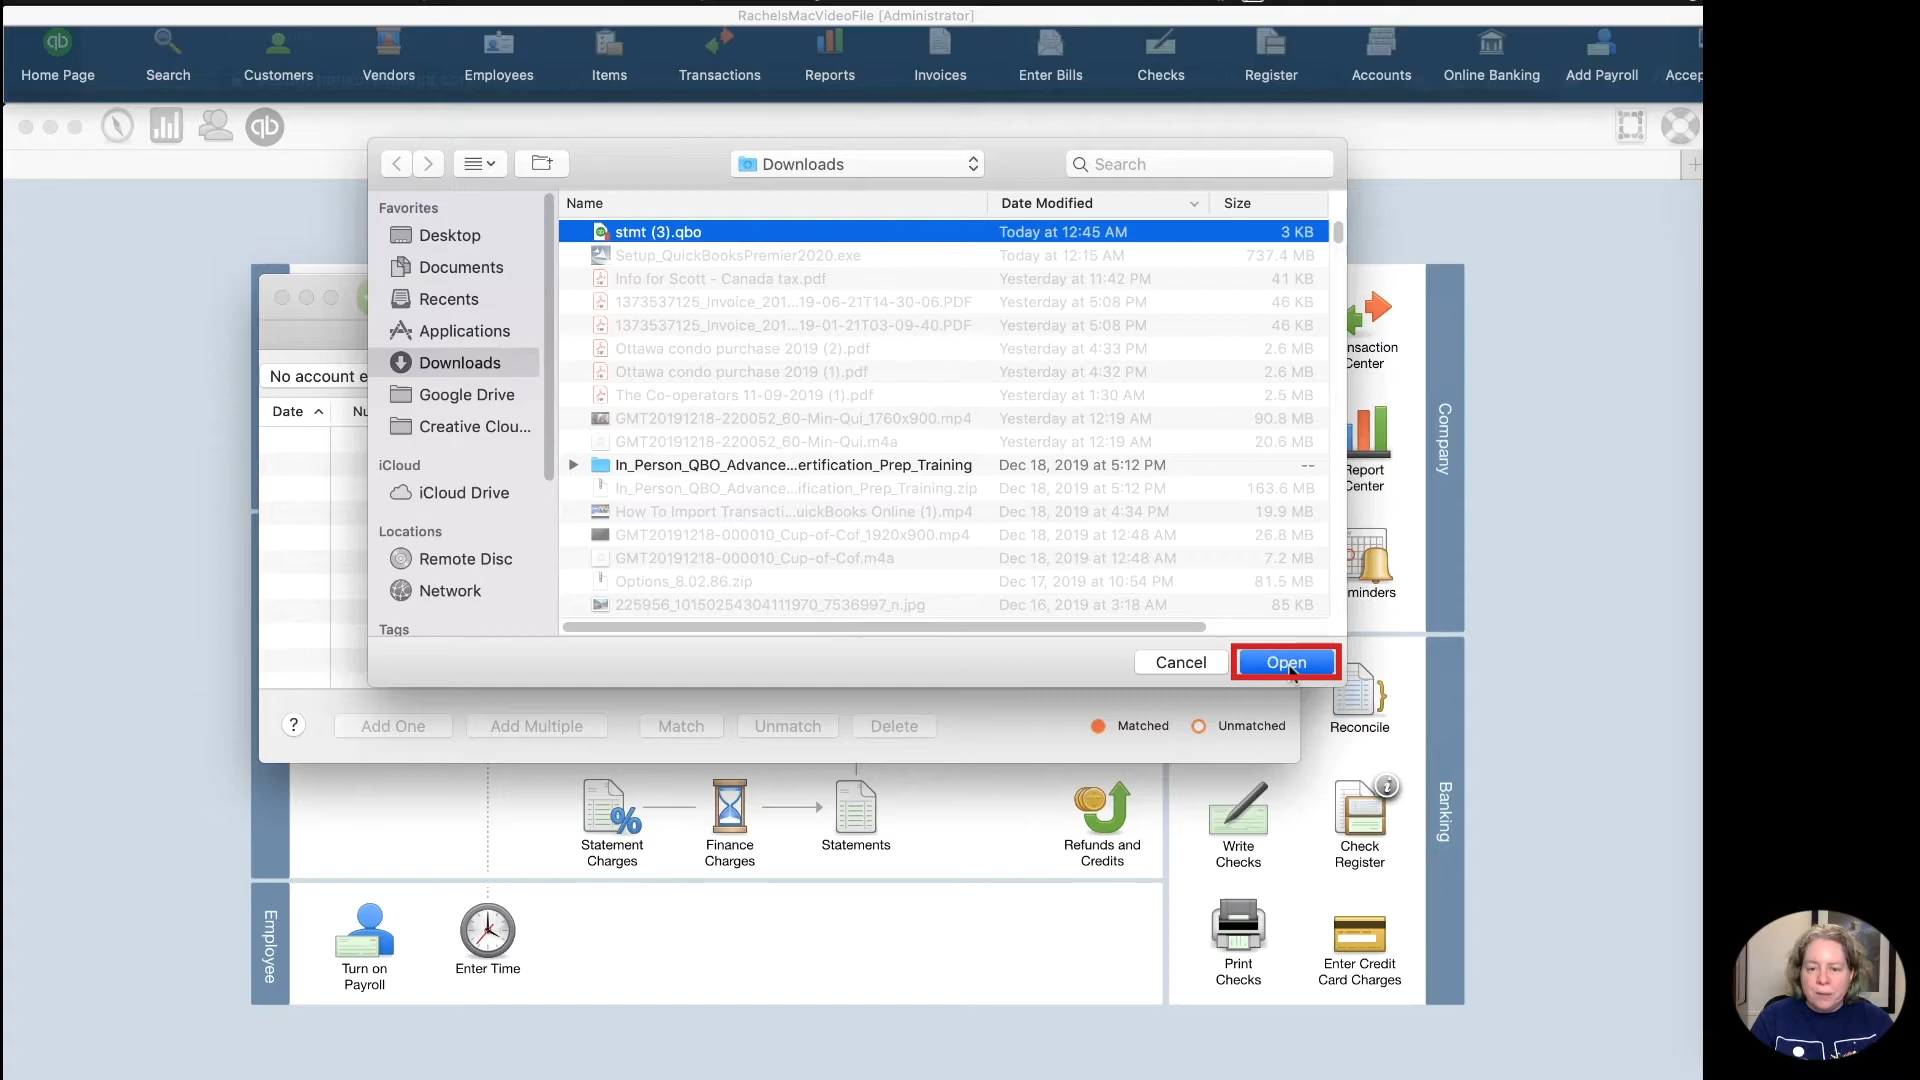 RachelsMacVideoFile [Administrator]
Home Page
Search
Customers
Vendors
Employees
Items
Transactions
Reports
Invoices
Enter Bills
Checks
Register
Accounts
Online Banking
Add Payroll
Accep
qb
Downloads
Search
Favorites
Desktop
Documents
Recents
Applications
Downloads
Google Drive
Creative Clou...
iCloud
iCloud Drive
Locations
Remote Disc
Network
Tags
Name Date Modified Size
stmt (3).qbo Today at 12:45 AM 3 KB
Setup_QuickBooksPremier2020.exe Today at 12:15 AM 737.4 MB
Info for Scott - Canada tax.pdf Yesterday at 11:42 PM 41 KB
1373537125_Invoice_201...19-06-21T14-30-06.PDF Yesterday at 5:08 PM 46 KB
1373537125_Invoice_201...19-01-21T03-09-40.PDF Yesterday at 5:08 PM 46 KB
Ottawa condo purchase 2019 (2).pdf Yesterday at 4:33 PM 2.6 MB
Ottawa condo purchase 2019 (1).pdf Yesterday at 4:32 PM 2.6 MB
The Co-operators 11-09-2019 (1).pdf Yesterday at 1:30 AM 2.5 MB
GMT20191218-220052_60-Min-Qui_1760x900.mp4 Yesterday at 12:19 AM 90.8 MB
GMT20191218-220052_60-Min-Qui.m4a Yesterday at 12:19 AM 20.6 MB
In_Person_QBO_Advance...ertification_Prep_Training Dec 18, 2019 at 5:12 PM --
In_Person_QBO_Advance...ification_Prep_Training.zip Dec 18, 2019 at 5:12 PM 163.6 MB
How To Import Transacti...uickBooks Online (1).mp4 Dec 18, 2019 at 4:34 PM 19.9 MB
GMT20191218-000010_Cup-of-Cof_1920x900.mp4 Dec 18, 2019 at 12:48 AM 26.8 MB
GMT20191218-000010_Cup-of-Cof.m4a Dec 18, 2019 at 12:48 AM 7.2 MB
Options_8.02.86.zip Dec 17, 2019 at 10:54 PM 81.5 MB
225956_10150254304111970_7536997_n.jpg Dec 16, 2019 at 3:18 AM 85 KB
Cancel
Open
No account e
Date
Nu
?
Add One
Add Multiple
Match
Unmatch
Delete
Matched
Unmatched
nsaction
Center
Report
Center
minders
Company
Reconcile
Statement
Charges
Finance
Charges
Statements
Refunds and
Credits
Write
Checks
Check
Register
Banking
Employee
Turn on
Payroll
Enter Time
Print
Checks
Enter Credit
Card Charges